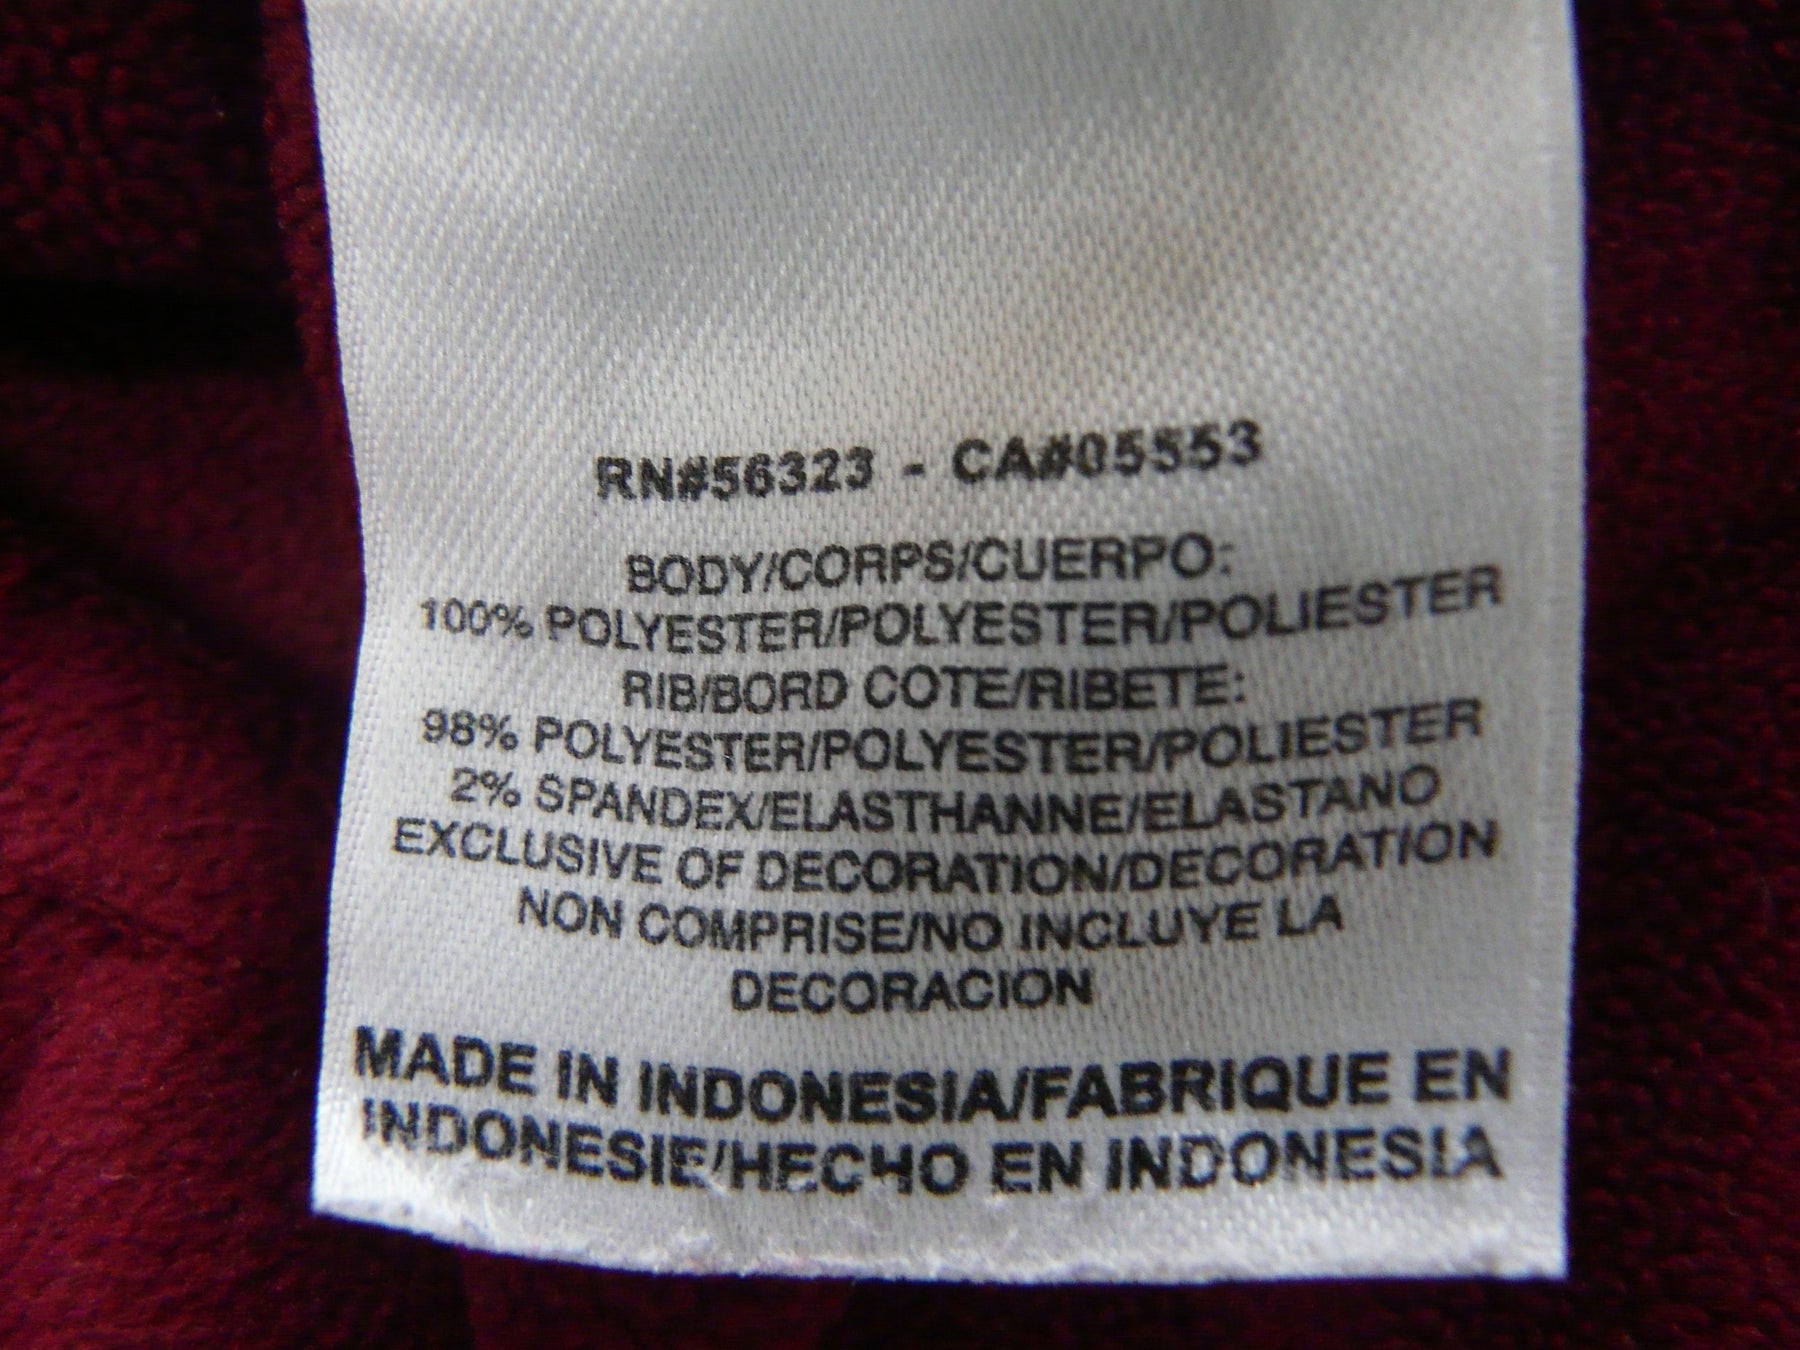 RN#56323 - CA#05553
BODY/CORPS/CUERPO:
100% POLYESTER/POLYESTER/POLIESTER
RIB/BORD COTE/RIBETE:
98% POLYESTER/POLYESTER/POLIESTER
2% SPANDEX/ELASTHANNE/ELASTANO
EXCLUSIVE OF DECORATION/DECORATION
NON COMPRISE/NO INCLUYE LA
DECORACION
MADE IN INDONESIA/FABRIQUE EN
INDONESIE/HECHO EN INDONESIA